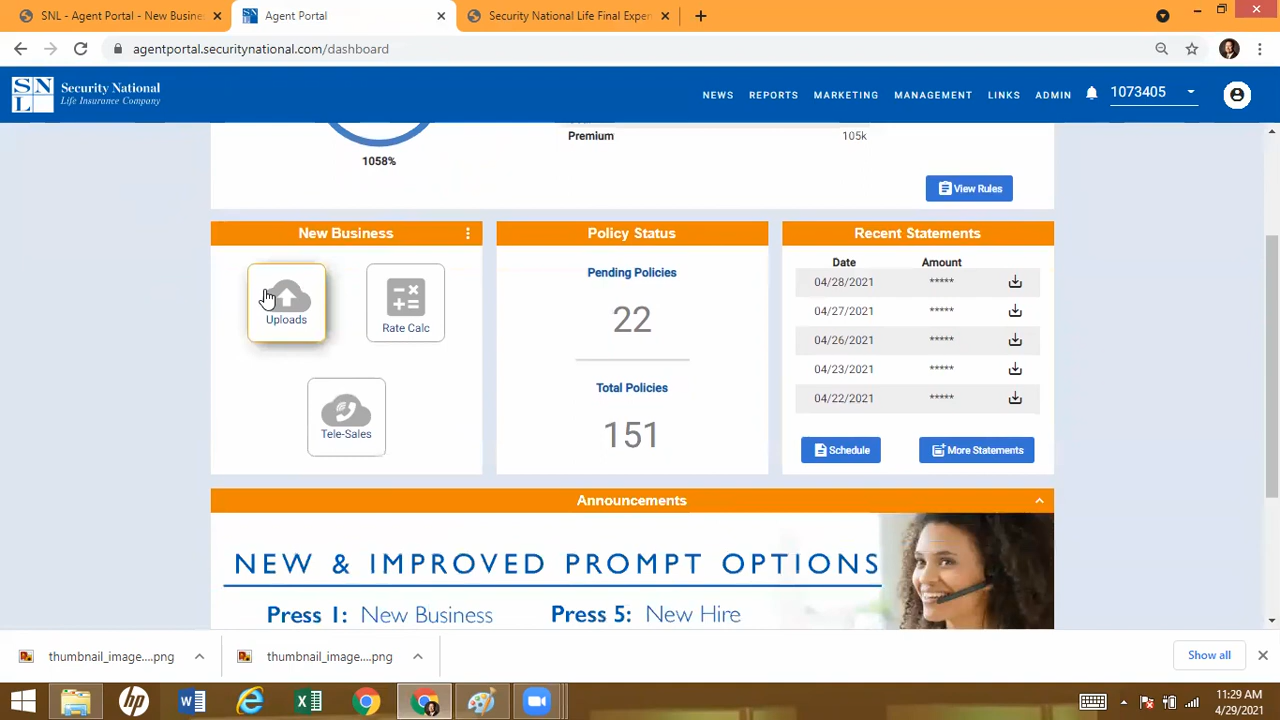 SNL - Agent Portal - New Busine
Agent Portal
Security National Life Final Exper
agentportal.securitynational.com/dashboard
SNL Security National
Life Insurance Company
NEWS REPORTS MARKETING MANAGEMENT LINKS ADMIN 1073405
Premium 105k
1058%
View Rules
New Business
Uploads
Rate Calc
Tele-Sales
Policy Status
Pending Policies
22
Total Policies
151
Recent Statements
Date Amount
04/28/2021 *****
04/27/2021 *****
04/26/2021 *****
04/23/2021 *****
04/22/2021 *****
Schedule More Statements
Announcements
NEW & IMPROVED PROMPT OPTIONS
Press 1: New Business Press 5: New Hire
thumbnail_image....png thumbnail_image....png Show all
11:29 AM
4/29/2021